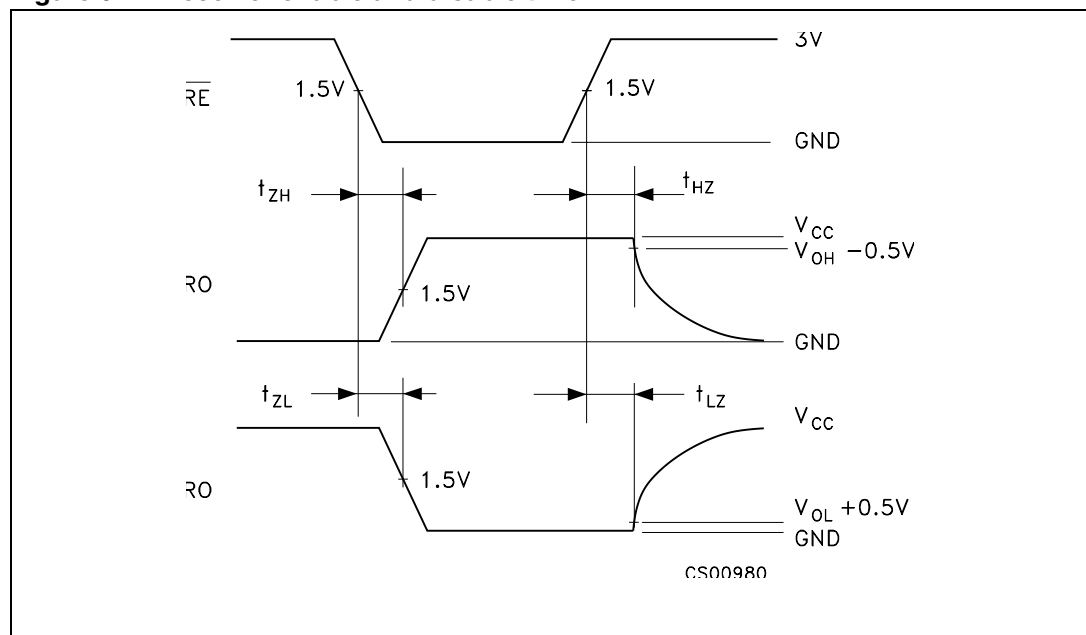 3V
1.5V
1.5V
RE
GND
tZH
tHZ
VCC
VOH −0.5V
RO
1.5V
GND
tZL
tLZ
VCC
1.5V
RO
VOL +0.5V
GND
CS00980